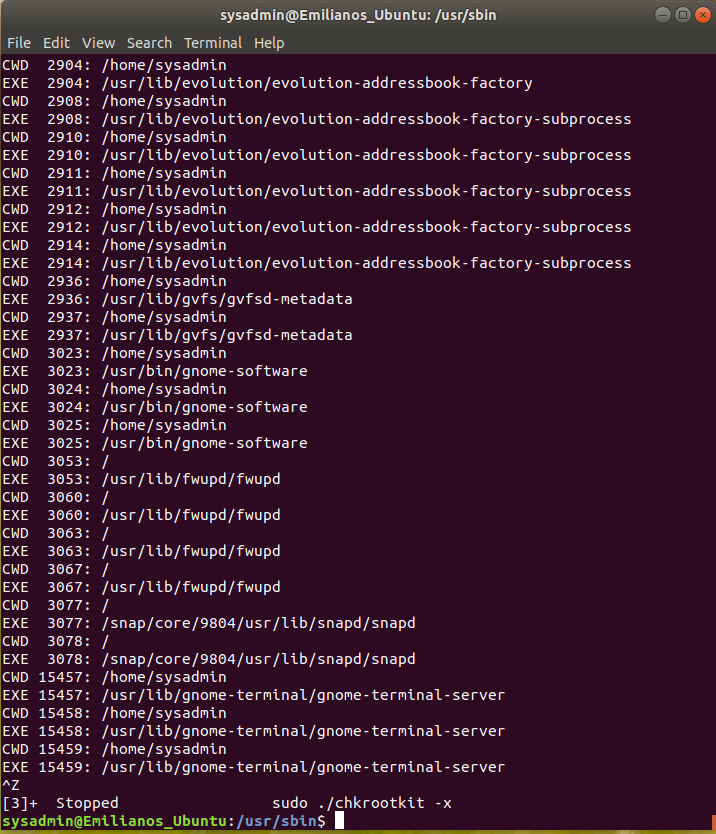 sysadmin@Emilianos_Ubuntu: /usr/sbin
File Edit View Search Terminal Help
CWD  2904: /home/sysadmin
EXE  2904: /usr/lib/evolution/evolution-addressbook-factory
CWD  2908: /home/sysadmin
EXE  2908: /usr/lib/evolution/evolution-addressbook-factory-subprocess
CWD  2910: /home/sysadmin
EXE  2910: /usr/lib/evolution/evolution-addressbook-factory-subprocess
CWD  2911: /home/sysadmin
EXE  2911: /usr/lib/evolution/evolution-addressbook-factory-subprocess
CWD  2912: /home/sysadmin
EXE  2912: /usr/lib/evolution/evolution-addressbook-factory-subprocess
CWD  2914: /home/sysadmin
EXE  2914: /usr/lib/evolution/evolution-addressbook-factory-subprocess
CWD  2936: /home/sysadmin
EXE  2936: /usr/lib/gvfs/gvfsd-metadata
CWD  2937: /home/sysadmin
EXE  2937: /usr/lib/gvfs/gvfsd-metadata
CWD  3023: /home/sysadmin
EXE  3023: /usr/bin/gnome-software
CWD  3024: /home/sysadmin
EXE  3024: /usr/bin/gnome-software
CWD  3025: /home/sysadmin
EXE  3025: /usr/bin/gnome-software
CWD  3053: /
EXE  3053: /usr/lib/fwupd/fwupd
CWD  3060: /
EXE  3060: /usr/lib/fwupd/fwupd
CWD  3063: /
EXE  3063: /usr/lib/fwupd/fwupd
CWD  3067: /
EXE  3067: /usr/lib/fwupd/fwupd
CWD  3077: /
EXE  3077: /snap/core/9804/usr/lib/snapd/snapd
CWD  3078: /
EXE  3078: /snap/core/9804/usr/lib/snapd/snapd
CWD 15457: /home/sysadmin
EXE 15457: /usr/lib/gnome-terminal/gnome-terminal-server
CWD 15458: /home/sysadmin
EXE 15458: /usr/lib/gnome-terminal/gnome-terminal-server
CWD 15459: /home/sysadmin
EXE 15459: /usr/lib/gnome-terminal/gnome-terminal-server
^Z
[3]+  Stopped                 sudo ./chkrootkit -x
sysadmin@Emilianos_Ubuntu:/usr/sbin$